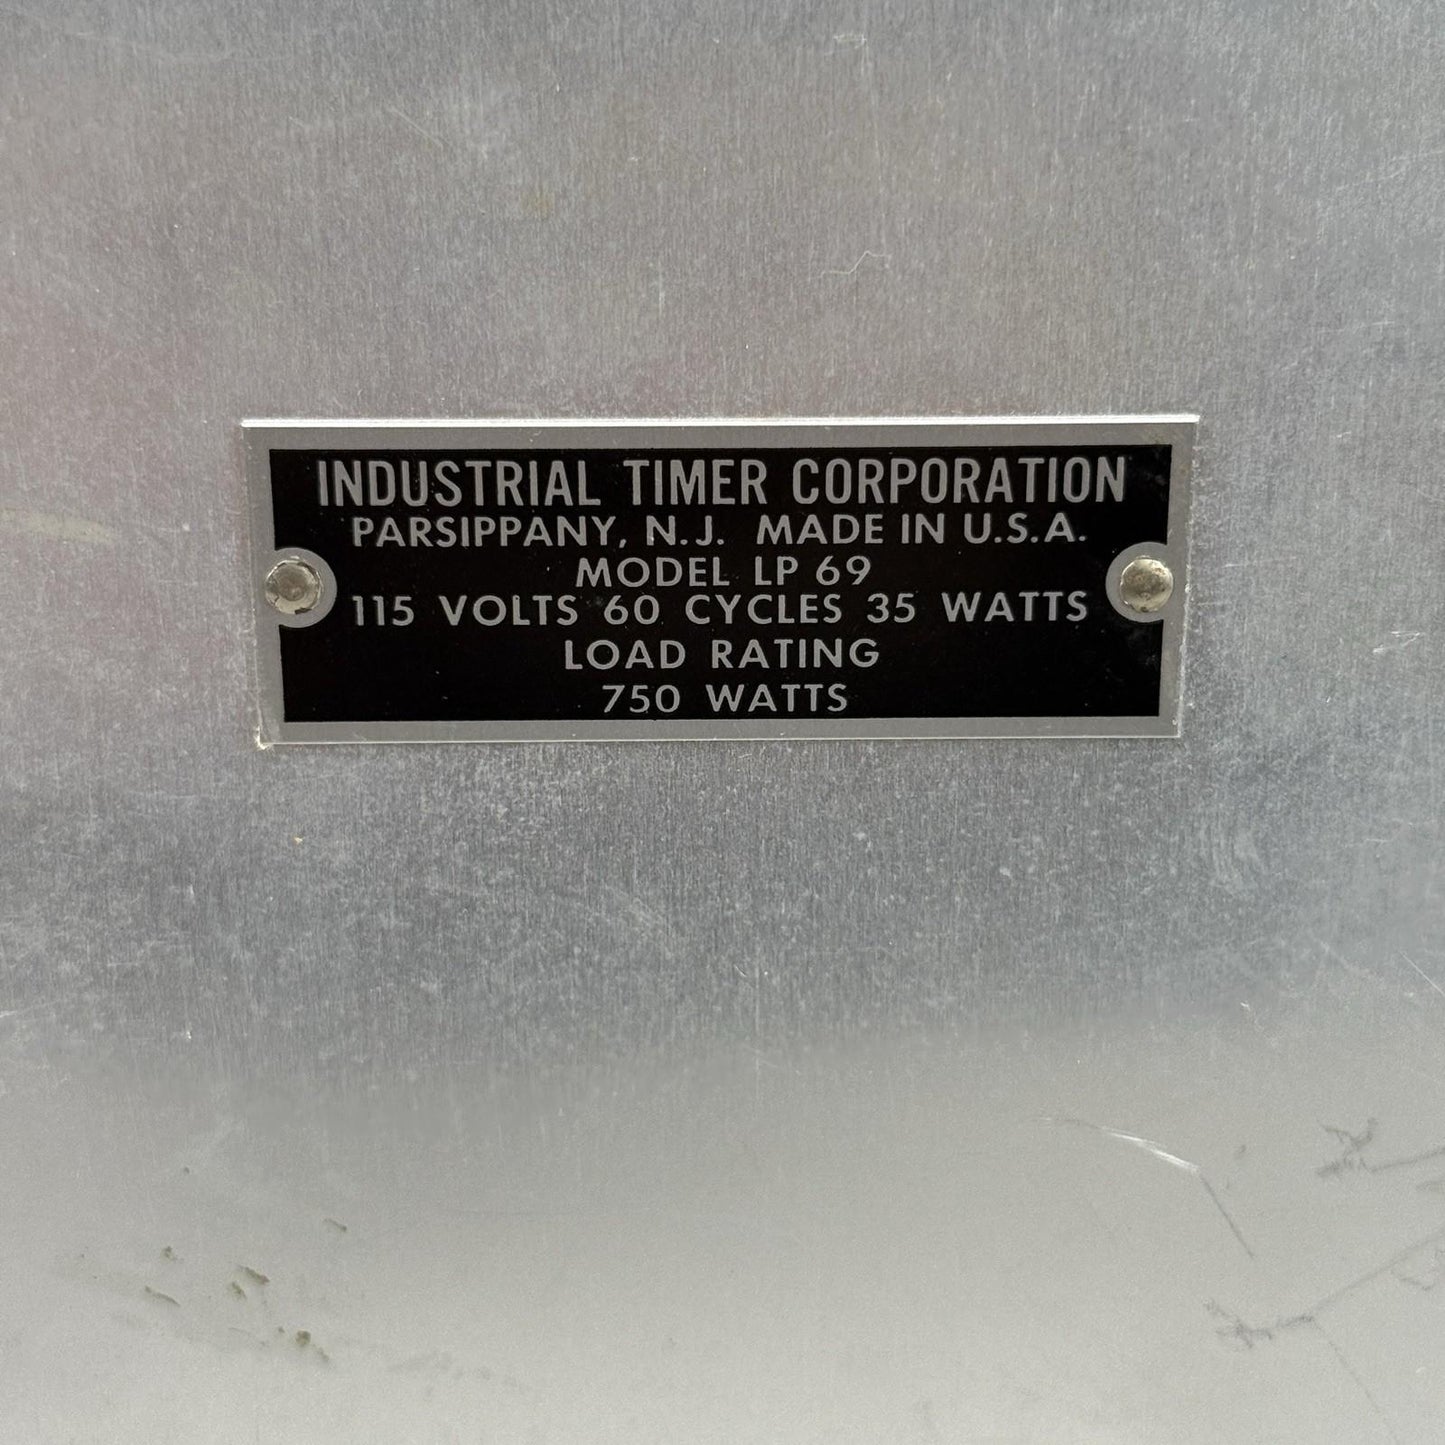 INDUSTRIAL TIMER CORPORATION
PARSIPPANY, N.J. MADE IN U.S.A.
MODEL LP 69
115 VOLTS 60 CYCLES 35 WATTS
LOAD RATING
750 WATTS